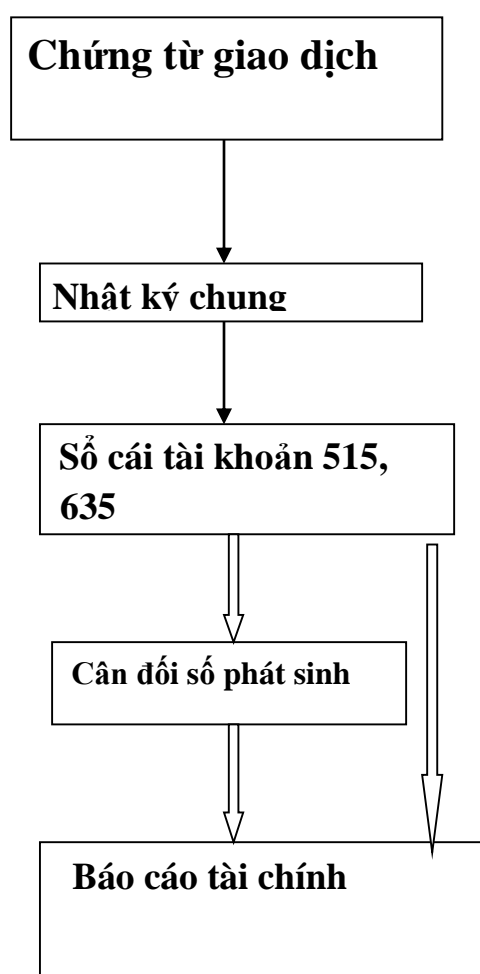 Chứng từ giao dịch
Nhât ký chung
Sổ cái tài khoản 515,
635
Cân đối số phát sinh
Báo cáo tài chính